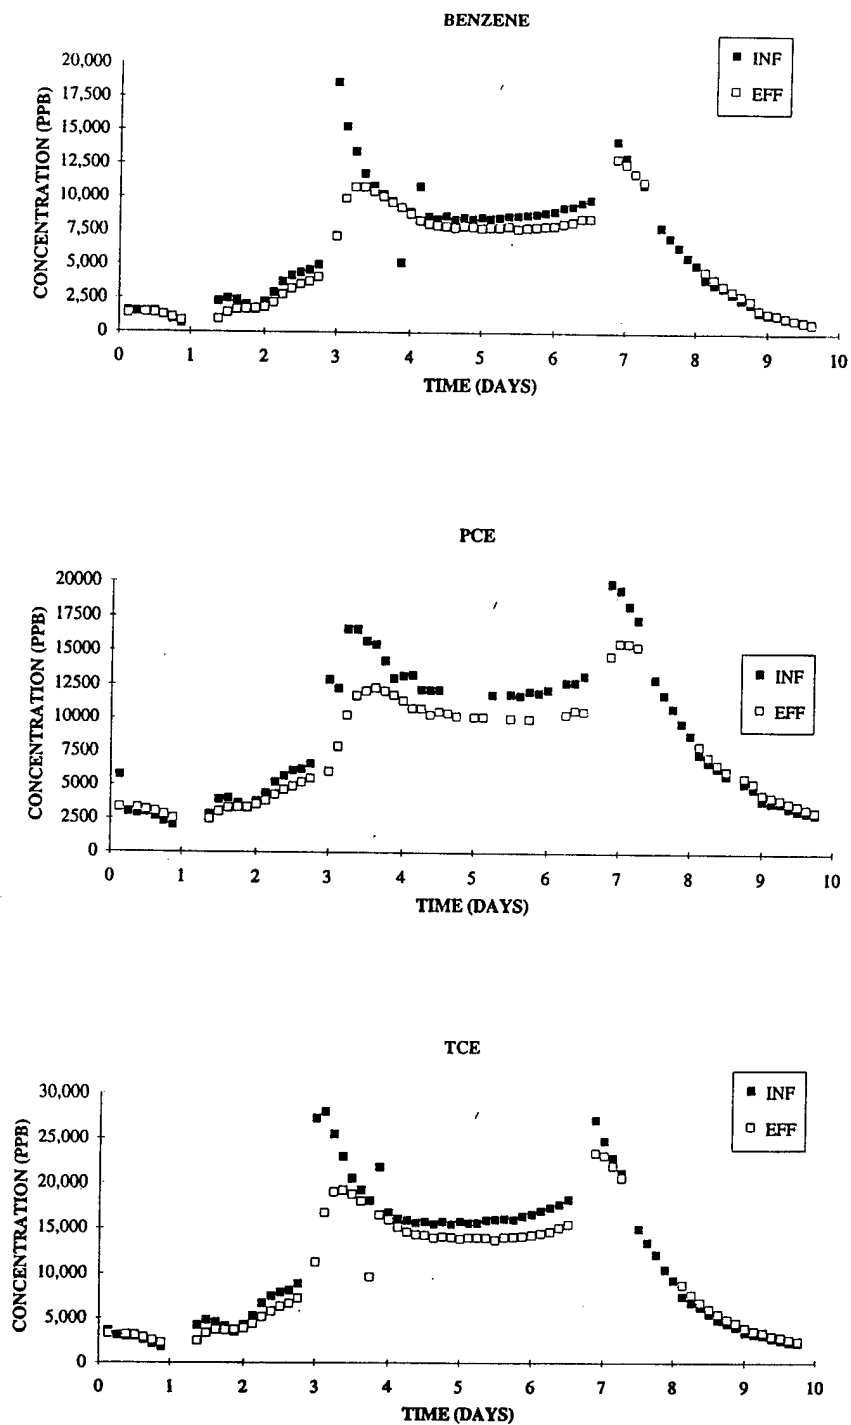 BENZENE
INF
EFF
CONCENTRATION (PPB)
20,000
17,500
15,000
12,500
10,000
7,500
5,000
2,500
0
0 1 2 3 4 5 6 7 8 9 10
TIME (DAYS)
PCE
INF
EFF
CONCENTRATION (PPB)
20000
17500
15000
12500
10000
7500
5000
2500
0
0 1 2 3 4 5 6 7 8 9 10
TIME (DAYS)
TCE
INF
EFF
CONCENTRATION (PPB)
30,000
25,000
20,000
15,000
10,000
5,000
0
0 1 2 3 4 5 6 7 8 9 10
TIME (DAYS)